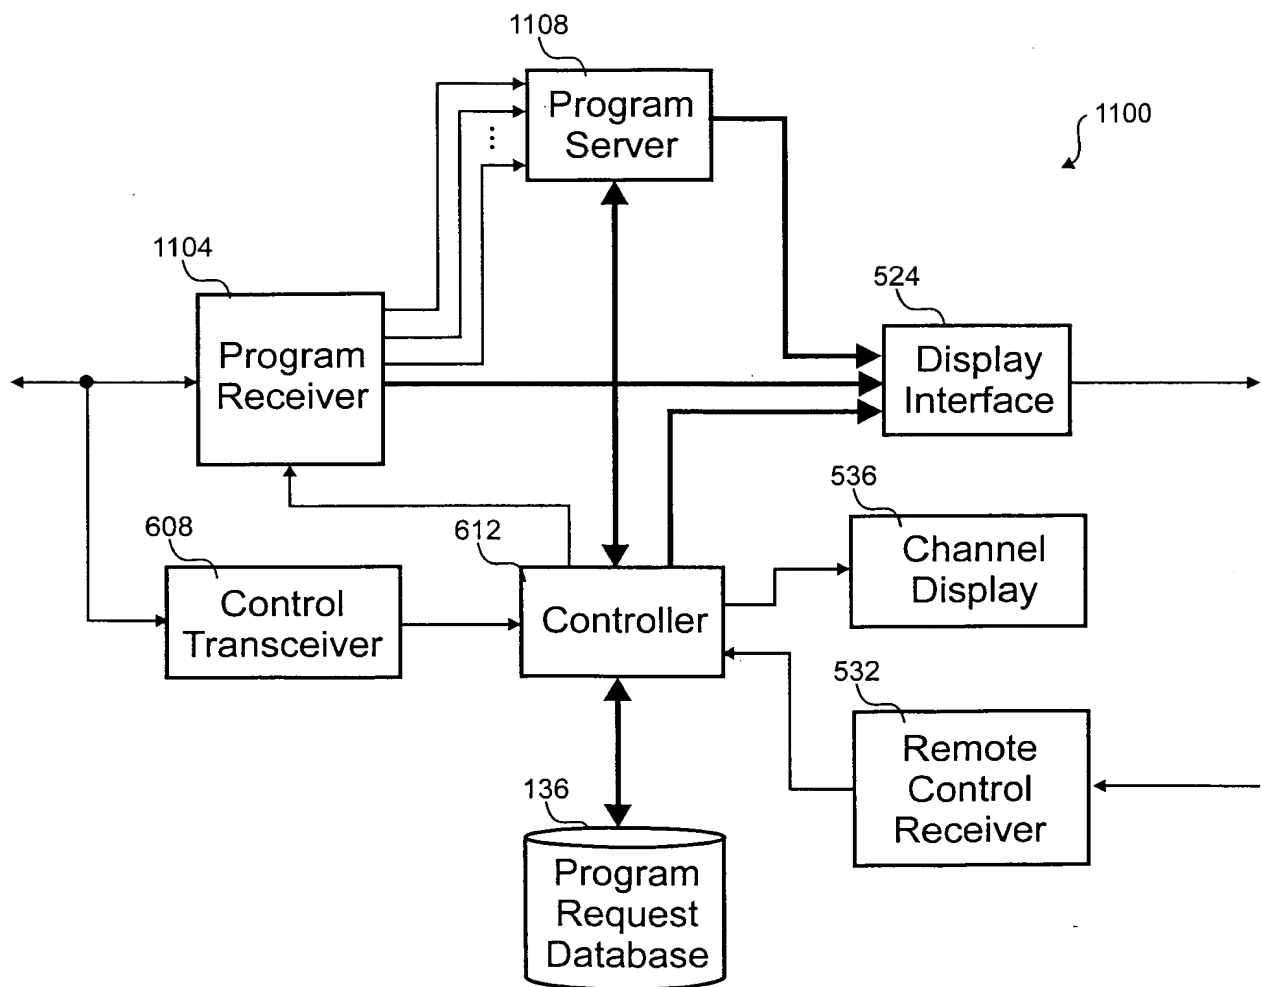 1108
Program
Server
1100
1104
Program
Receiver
524
Display
Interface
536
Channel
Display
608
Control
Transceiver
612
Controller
532
Remote
Control
Receiver
136
Program
Request
Database